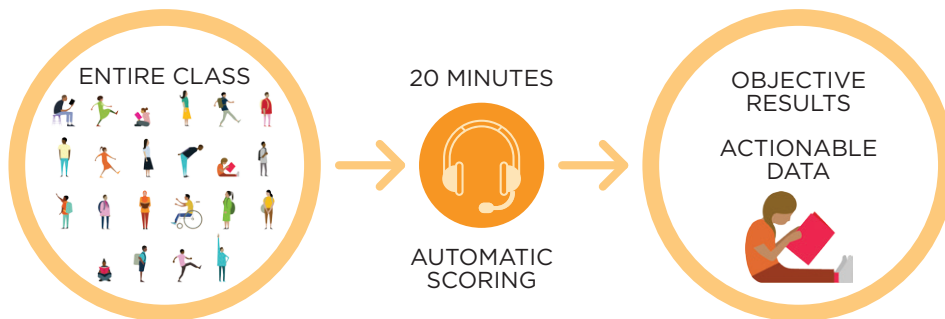 ENTIRE CLASS
20 MINUTES
AUTOMATIC
SCORING
OBJECTIVE
RESULTS
ACTIONABLE
DATA